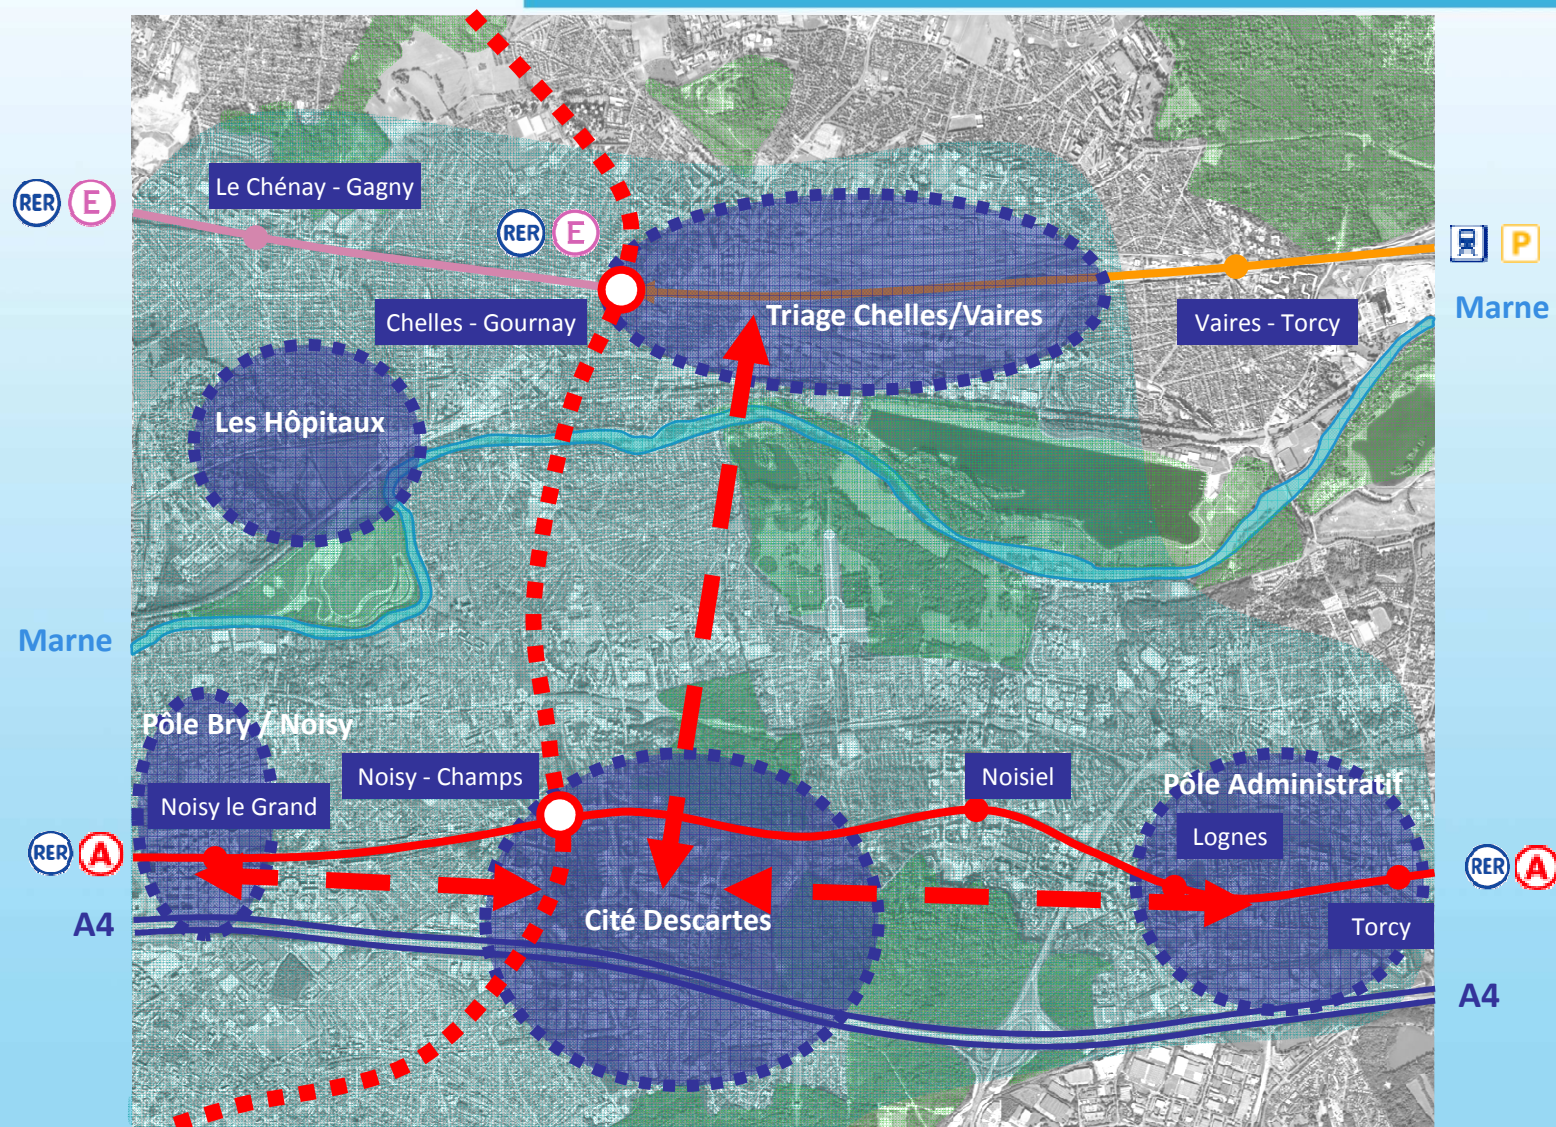 Le Chénay - Gagny
RER E
RER E
P
Marne
Chelles - Gournay
Triage Chelles/Vaires
Vaires - Torcy
Les Hôpitaux
Marne
Pôle Bry / Noisy
Noisy - Champs
Noisiel
Pôle Administratif
Noisy le Grand
Lognes
RER A
RER A
A4
Cité Descartes
Torcy
A4